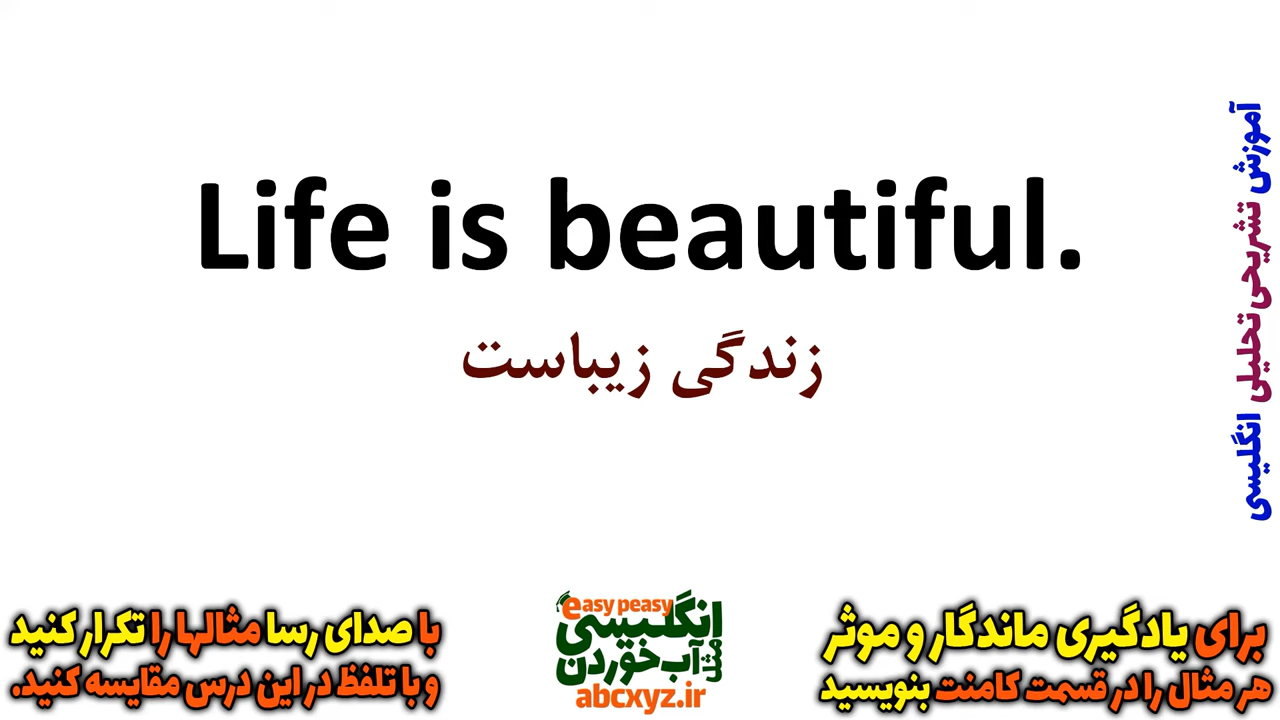 Life is beautiful.
زندگی زیباست
آموزش تشریحی تحلیلی انگلیسی
برای یادگیری ماندگار و موثر
هر مثال را در قسمت کامنت بنویسید
easy peasy
انگلیسی
مثل آب خوردن
abcxyz.ir
با صدای رسا مثالها را تکرار کنید
و با تلفظ در این درس مقایسه کنید.